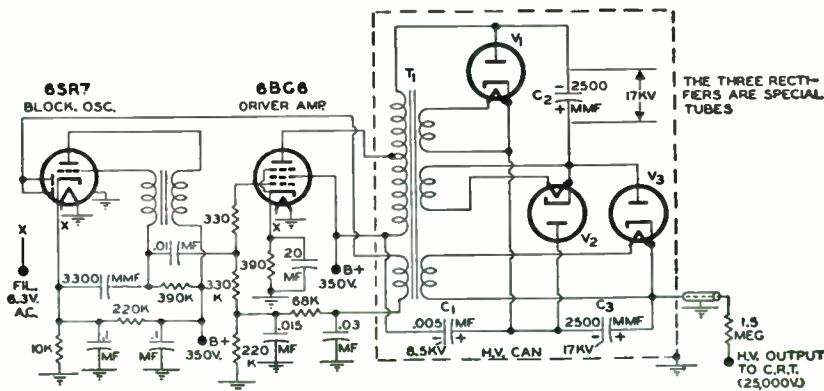 6SR7
BLOCK. OSC.
6BG6
DRIVER AMP.
X
X
X
FIL.
6.3V.
A.C.
3300 MMF
.01 MF
390K
220K
10K
.1
MF
.1
MF
B+
350V.
330
330
K
390
20
MF
68K
220
K
.015
MF
.03
MF
B+
350V.
T1
V1
C2
- 2500
+ MMF
17KV
V2
V3
C1
.005 MF
- +
8.5KV
H.V. CAN
C3
2500 MMF
- +
17KV
THE THREE RECTI-
FIERS ARE SPECIAL
TUBES
1.5
MEG
H.V. OUTPUT
TO C.R.T.
(25,000V.)